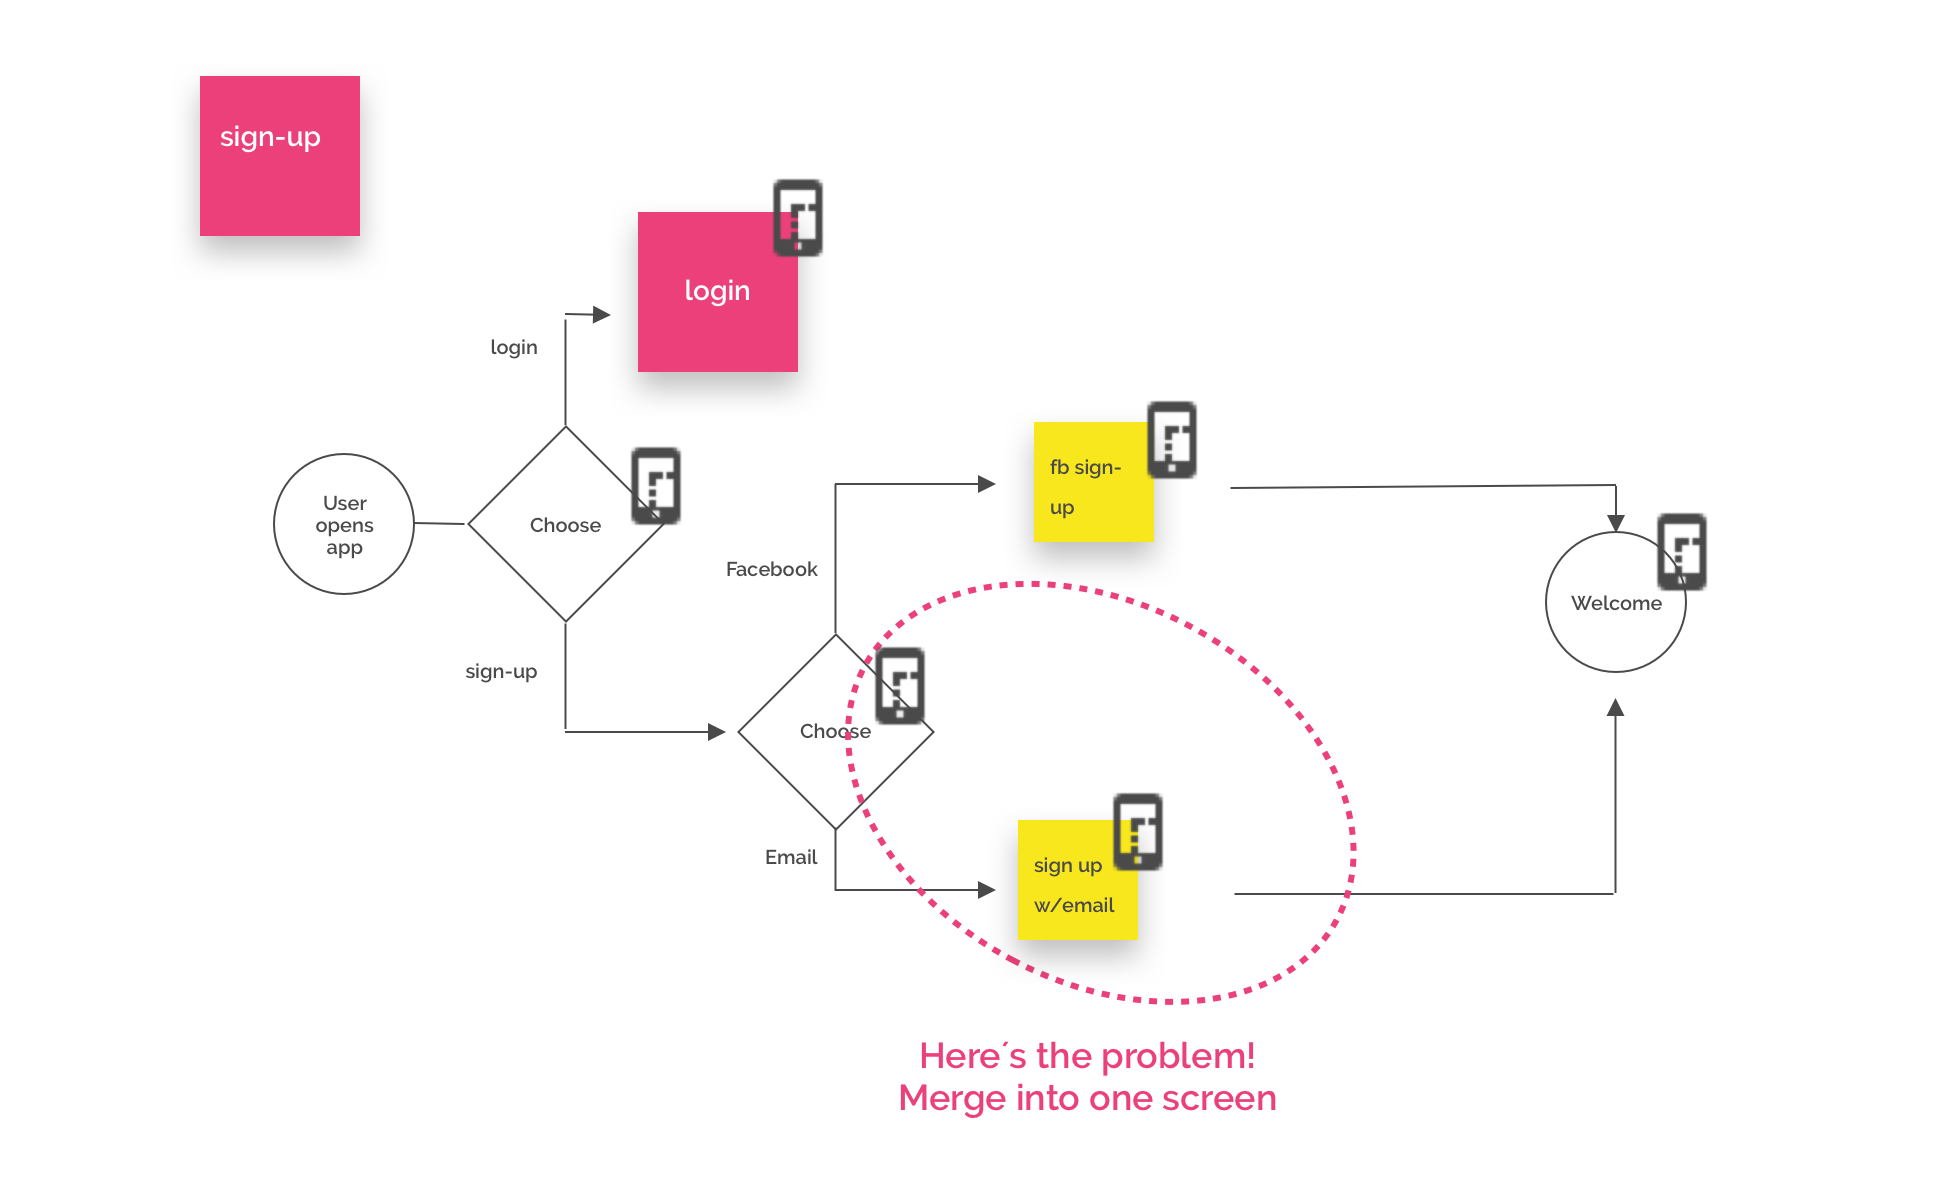 sign-up
login
login
User
opens
app
Choose
sign-up
Facebook
fb sign-
up
Choose
Welcome
Email
sign up
w/email
Here´s the problem!
Merge into one screen